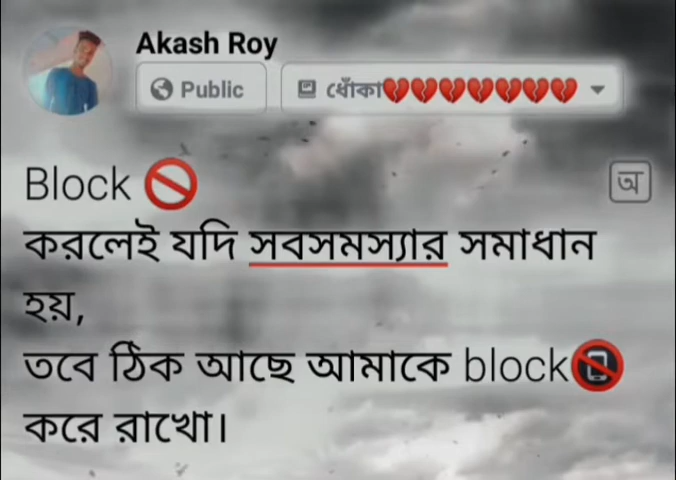 Akash Roy
Public ধোঁকা💔💔💔💔💔💔💔
Block 🚫
অ
করলেই যদি সবসমস্যার সমাধান
হয়,
তবে ঠিক আছে আমাকে block📵
করে রাখো।